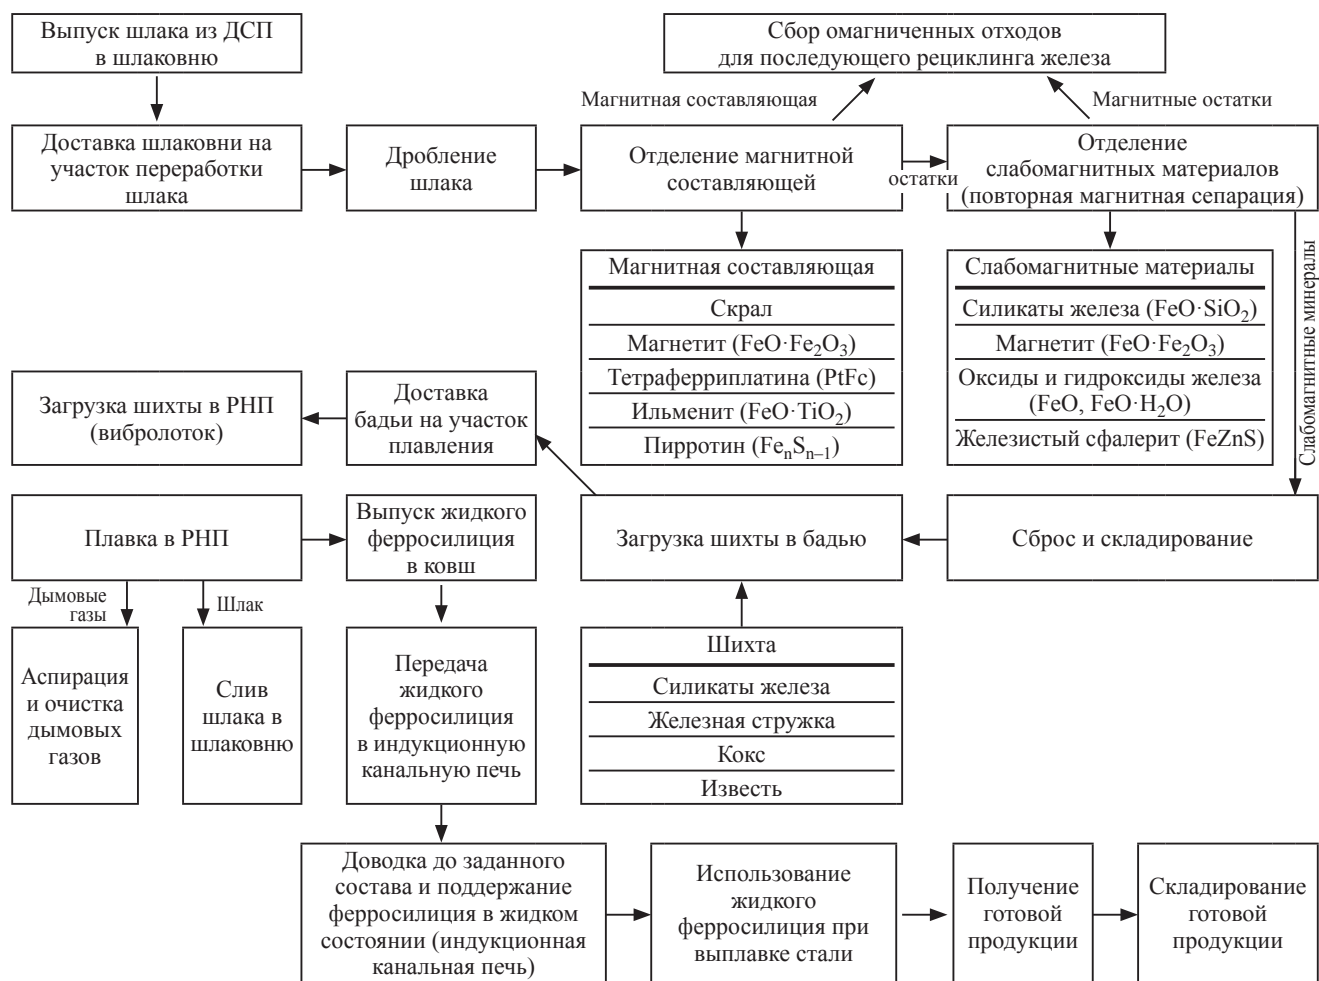 Выпуск шлака из ДСП
в шлаковню
Сбор омагниченных отходов
для последующего рециклинга железа
Магнитная составляющая
Магнитные остатки
Доставка шлаковни на
участок переработки
шлака
Дробление
шлака
Отделение магнитной
составляющей
остатки
Отделение
слабомагнитных материалов
(повторная магнитная сепарация)
Магнитная составляющая
Скрал
Магнетит (FeO·Fe₂O₃)
Тетраферриплатина (PtFc)
Ильменит (FeO·TiO₂)
Пирротин (FeₙSₙ₋₁)
Слабомагнитные материалы
Силикаты железа (FeO·SiO₂)
Магнетит (FeO·Fe₂O₃)
Оксиды и гидроксиды железа
(FeO, FeO·H₂O)
Железистый сфалерит (FeZnS)
Слабомагнитные минералы
Загрузка шихты в РНП
(вибролоток)
Доставка
бадьи на участок
плавления
Плавка в РНП
Выпуск жидкого
ферросилиция
в ковш
Загрузка шихты в бадью
Сброс и складирование
Дымовые
газы
Шлак
Аспирация
и очистка
дымовых
газов
Слив
шлака в
шлаковню
Передача
жидкого
ферросилиция
в индукционную
канальную печь
Шихта
Силикаты железа
Железная стружка
Кокс
Известь
Доводка до заданного
состава и поддержание
ферросилиция в жидком
состоянии (индукционная
канальная печь)
Использование
жидкого
ферросилиция при
выплавке стали
Получение
готовой
продукции
Складирование
готовой
продукции